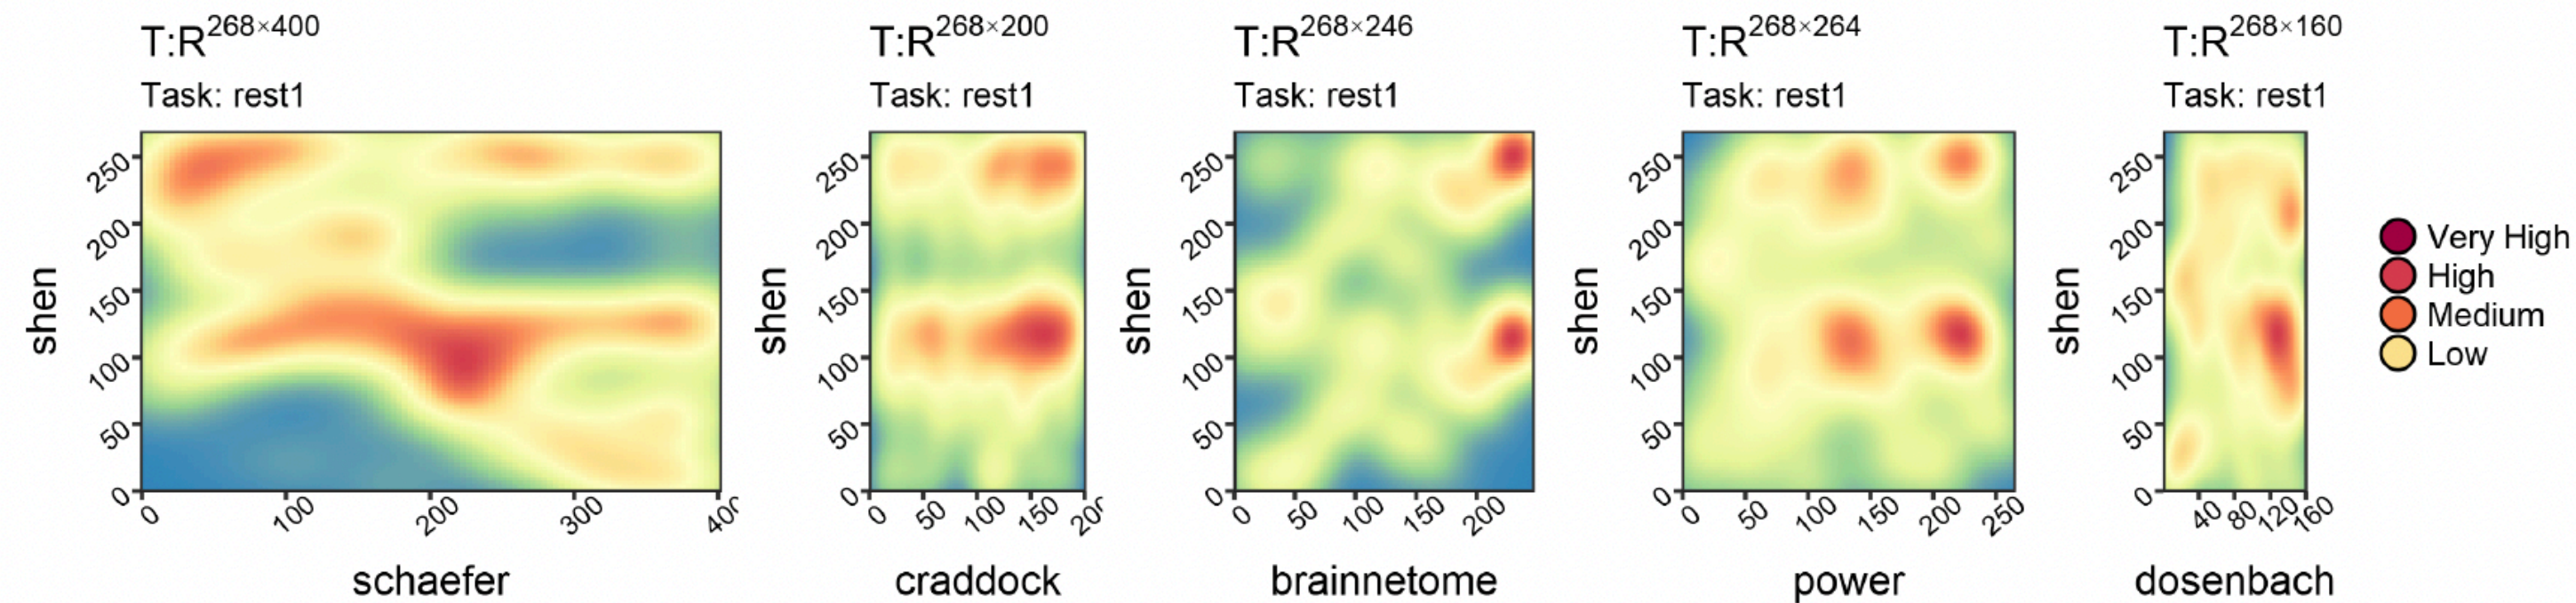 T:R268×400
Task: rest1
T:R268×200
Task: rest1
T:R268×246
Task: rest1
T:R268×264
Task: rest1
T:R268×160
Task: rest1
shen
250
200
150
100
50
0
0 100 200 300
schaefer
shen
250
200
150
100
50
0
0 50 100 150
craddock
shen
250
200
150
100
50
0
0 50 100 150 200
brainnetome
shen
250
200
150
100
50
0
0 50 100 150 200 250
power
shen
250
200
150
100
50
0
40 80 120 160
dosenbach
Very High
High
Medium
Low